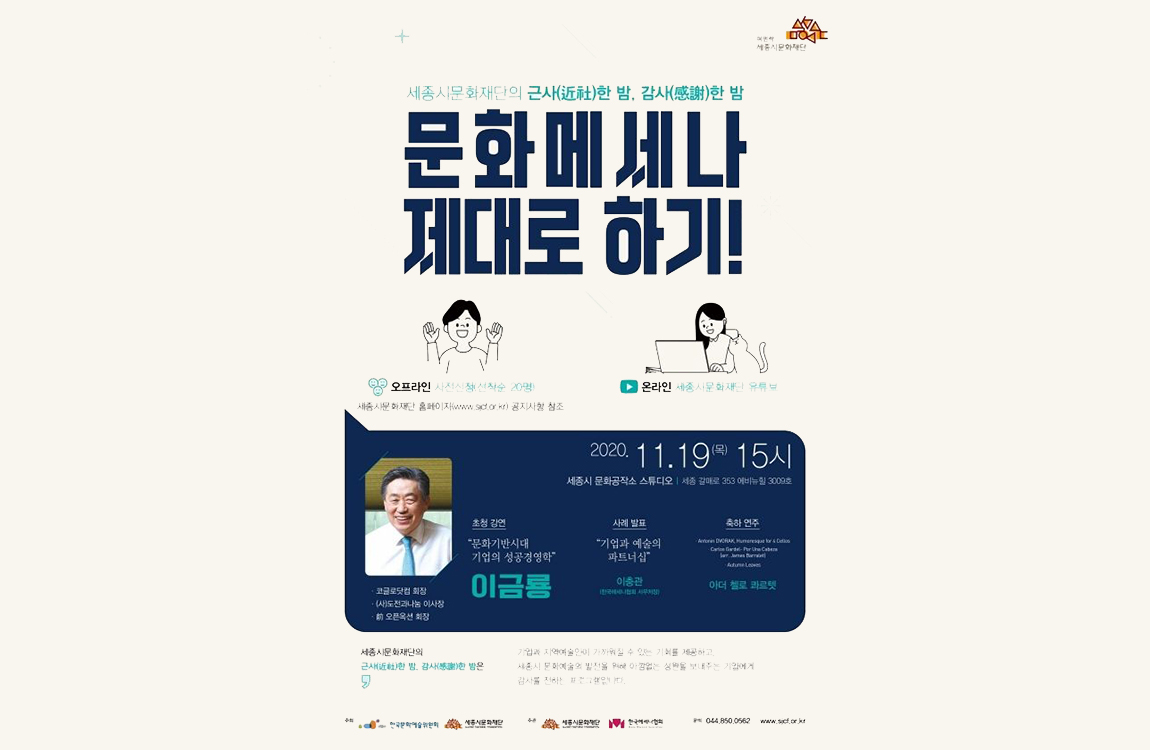 세종시문화재단
세종시문화재단의 근사(近社)한 밤, 감사(感謝)한 밤
문화메세나
제대로 하기!
오프라인 사전신청(선착순 20명)
온라인 세종시문화재단 유튜브
세종시문화재단 홈페이지(www.sjcf.or.kr) 공지사항 참조
2020. 11.19(목) 15시
세종시 문화공작소 스튜디오 | 세종 갈매로 353 에비뉴힐 3009호
초청 강연
“문화기반시대
기업의 성공경영학”
이금룡
· 코글로닷컴 회장
· (사)도전과나눔 이사장
· 前 오픈옥션 회장
사례 발표
“기업과 예술의
파트너십”
이충관
(한국메세나협회 사무처장)
축하 연주
Antonin DVORAK, Humoresque for 4 Cellos
Carlos Gardel - Por Una Cabeza
(arr. James Barralet)
Autumn Leaves
아더 첼로 콰르텟
세종시문화재단의
근사(近社)한 밤, 감사(感謝)한 밤은
기업과 지역예술인이 가까워질 수 있는 기회를 제공하고,
세종시 문화예술의 발전을 위해 아낌없는 성원을 보내주는 기업에게
감사를 전하는 프로그램입니다.
주최 한국문화예술위원회 세종시문화재단 주관 세종시문화재단 한국메세나협회 문의 044.850.0562 www.sjcf.or.kr